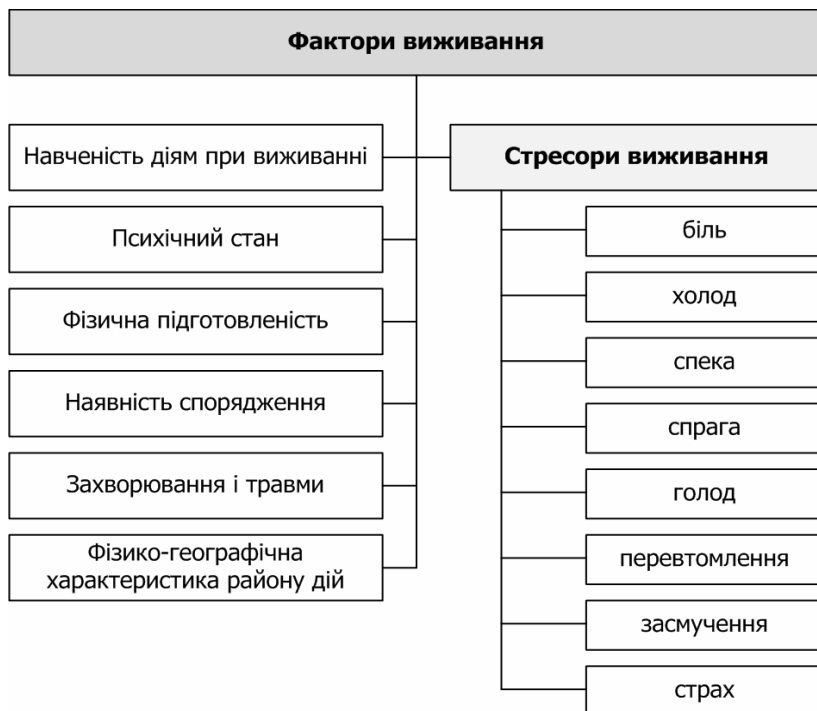 Фактори виживання
Навченість діям при виживанні
Психічний стан
Фізична підготовленість
Наявність спорядження
Захворювання і травми
Фізико-географічна
характеристика району дій
Стресори виживання
біль
холод
спека
спрага
голод
перевтомлення
засмучення
страх